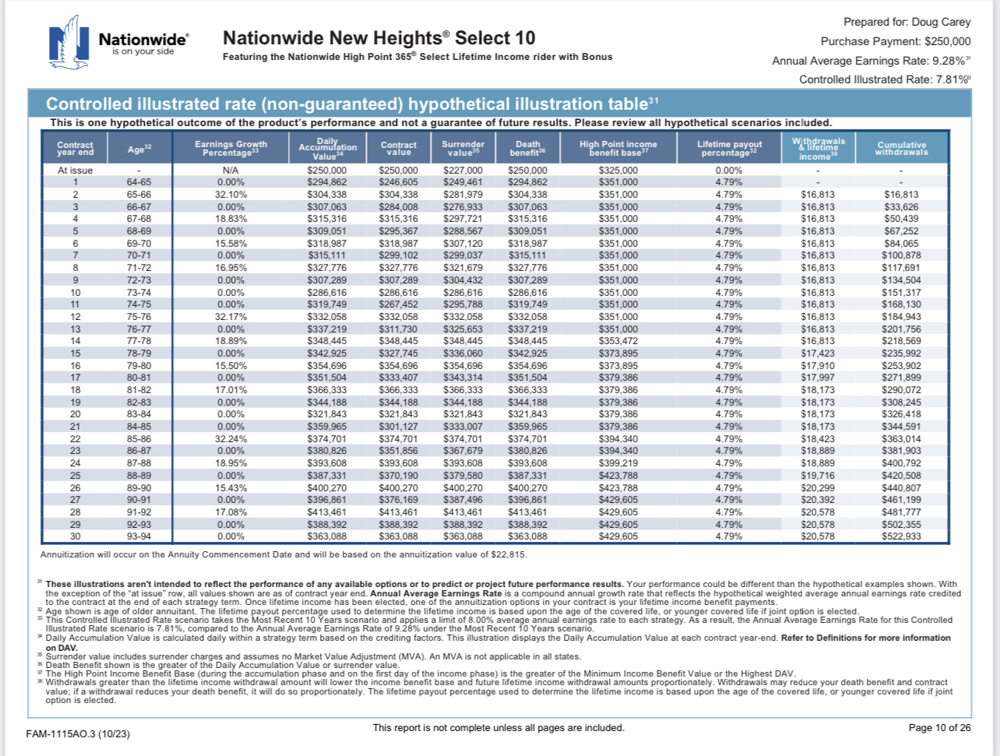 Nationwide®
is on your side
Nationwide New Heights® Select 10
Featuring the Nationwide High Point 365® Select Lifetime Income rider with Bonus
Prepared for: Doug Carey
Purchase Payment: $250,000
Annual Average Earnings Rate: 9.28%31
Controlled Illustrated Rate: 7.81%33
Controlled illustrated rate (non-guaranteed) hypothetical illustration table31
This is one hypothetical outcome of the product's performance and not a guarantee of future results. Please review all hypothetical scenarios included.
Contract year end Age32 Earnings Growth Percentage33 Daily Accumulation Value34 Contract value Surrender value35 Death benefit36 High Point income benefit base37 Lifetime payout percentage32 Withdrawals & lifetime income38 Cumulative withdrawals
At issue - N/A $250,000 $250,000 $227,000 $250,000 $325,000 0.00% - -
1 64-65 0.00% $294,862 $246,605 $249,461 $294,862 $351,000 4.79% - -
2 65-66 32.10% $304,338 $304,338 $281,979 $304,338 $351,000 4.79% $16,813 $16,813
3 66-67 0.00% $307,063 $284,008 $276,933 $307,063 $351,000 4.79% $16,813 $33,626
4 67-68 18.83% $315,316 $315,316 $297,721 $315,316 $351,000 4.79% $16,813 $50,439
5 68-69 0.00% $309,051 $295,367 $288,567 $309,051 $351,000 4.79% $16,813 $67,252
6 69-70 15.58% $318,987 $318,987 $307,120 $318,987 $351,000 4.79% $16,813 $84,065
7 70-71 0.00% $315,111 $299,102 $299,037 $315,111 $351,000 4.79% $16,813 $100,878
8 71-72 16.95% $327,776 $327,776 $321,679 $327,776 $351,000 4.79% $16,813 $117,691
9 72-73 0.00% $307,289 $307,289 $304,432 $307,289 $351,000 4.79% $16,813 $134,504
10 73-74 0.00% $286,616 $286,616 $286,616 $286,616 $351,000 4.79% $16,813 $151,317
11 74-75 0.00% $319,749 $267,452 $295,788 $319,749 $351,000 4.79% $16,813 $168,130
12 75-76 32.17% $332,058 $332,058 $332,058 $332,058 $351,000 4.79% $16,813 $184,943
13 76-77 0.00% $337,219 $311,730 $325,653 $337,219 $351,000 4.79% $16,813 $201,756
14 77-78 18.89% $348,445 $348,445 $348,445 $348,445 $353,472 4.79% $16,813 $218,569
15 78-79 0.00% $342,925 $327,745 $336,060 $342,925 $373,895 4.79% $17,423 $235,992
16 79-80 15.50% $354,696 $354,696 $354,696 $354,696 $373,895 4.79% $17,910 $253,902
17 80-81 0.00% $351,504 $333,407 $343,314 $351,504 $379,386 4.79% $17,997 $271,899
18 81-82 17.01% $366,333 $366,333 $366,333 $366,333 $379,386 4.79% $18,173 $290,072
19 82-83 0.00% $344,188 $344,188 $344,188 $344,188 $379,386 4.79% $18,173 $308,245
20 83-84 0.00% $321,843 $321,843 $321,843 $321,843 $379,386 4.79% $18,173 $326,418
21 84-85 0.00% $359,965 $301,127 $333,007 $359,965 $379,386 4.79% $18,173 $344,591
22 85-86 32.24% $374,701 $374,701 $374,701 $374,701 $394,340 4.79% $18,423 $363,014
23 86-87 0.00% $380,826 $351,856 $367,679 $380,826 $394,340 4.79% $18,889 $381,903
24 87-88 18.95% $393,608 $393,608 $393,608 $393,608 $399,219 4.79% $18,889 $400,792
25 88-89 0.00% $387,331 $370,190 $379,580 $387,331 $423,788 4.79% $19,716 $420,508
26 89-90 15.43% $400,270 $400,270 $400,270 $400,270 $423,788 4.79% $20,299 $440,807
27 90-91 0.00% $396,861 $376,169 $387,496 $396,861 $429,605 4.79% $20,392 $461,199
28 91-92 17.08% $413,461 $413,461 $413,461 $413,461 $429,605 4.79% $20,578 $481,777
29 92-93 0.00% $388,392 $388,392 $388,392 $388,392 $429,605 4.79% $20,578 $502,355
30 93-94 0.00% $363,088 $363,088 $363,088 $363,088 $429,605 4.79% $20,578 $522,933
Annuitization will occur on the Annuity Commencement Date and will be based on the annuitization value of $22,815.
31 These illustrations aren't intended to reflect the performance of any available options or to predict or project future performance results. Your performance could be different than the hypothetical examples shown. With
the exception of the "at issue" row, all values shown are as of contract year end. Annual Average Earnings Rate is a compound annual growth rate that reflects the hypothetical weighted average annual earnings rate credited
to the contract at the end of each strategy term. Once lifetime income has been elected, one of the annuitization options in your contract is your lifetime income benefit payments.
32 Age shown is age of older annuitant. The lifetime payout percentage used to determine the lifetime income is based upon the age of the covered life, or younger covered life if joint option is elected.
33 This Controlled Illustrated Rate scenario takes the Most Recent 10 Years scenario and applies a limit of 8.00% average annual earnings rate to each strategy. As a result, the Annual Average Earnings Rate for this Controlled
Illustrated Rate scenario is 7.81%, compared to the Annual Average Earnings Rate of 9.28% under the Most Recent 10 Years scenario.
34 Daily Accumulation Value is calculated daily within a strategy term based on the crediting factors. This illustration displays the Daily Accumulation Value at each contract year-end. Refer to Definitions for more information
on DAV.
35 Surrender value includes surrender charges and assumes no Market Value Adjustment (MVA). An MVA is not applicable in all states.
36 Death Benefit shown is the greater of the Daily Accumulation Value or surrender value.
37 The High Point Income Benefit Base (during the accumulation phase and on the first day of the income phase) is the greater of the Minimum Income Benefit Value or the Highest DAV.
38 Withdrawals greater than the lifetime income withdrawal amount will lower the income benefit base and future lifetime income withdrawal amounts proportionately. Withdrawals may reduce your death benefit and contract
value; if a withdrawal reduces your death benefit, it will do so proportionately. The lifetime payout percentage used to determine the lifetime income is based upon the age of the covered life, or younger covered life if joint
option is elected.
FAM-1115AO.3 (10/23)
This report is not complete unless all pages are included.
Page 10 of 26